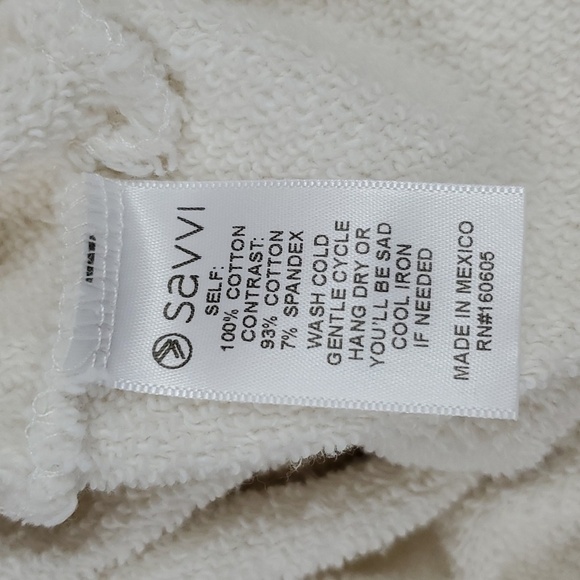 savvi
SELF:
100% COTTON
CONTRAST:
93% COTTON
7% SPANDEX
WASH COLD
GENTLE CYCLE
HANG DRY OR
YOU'LL BE SAD
COOL IRON
IF NEEDED
MADE IN MEXICO
RN#160605